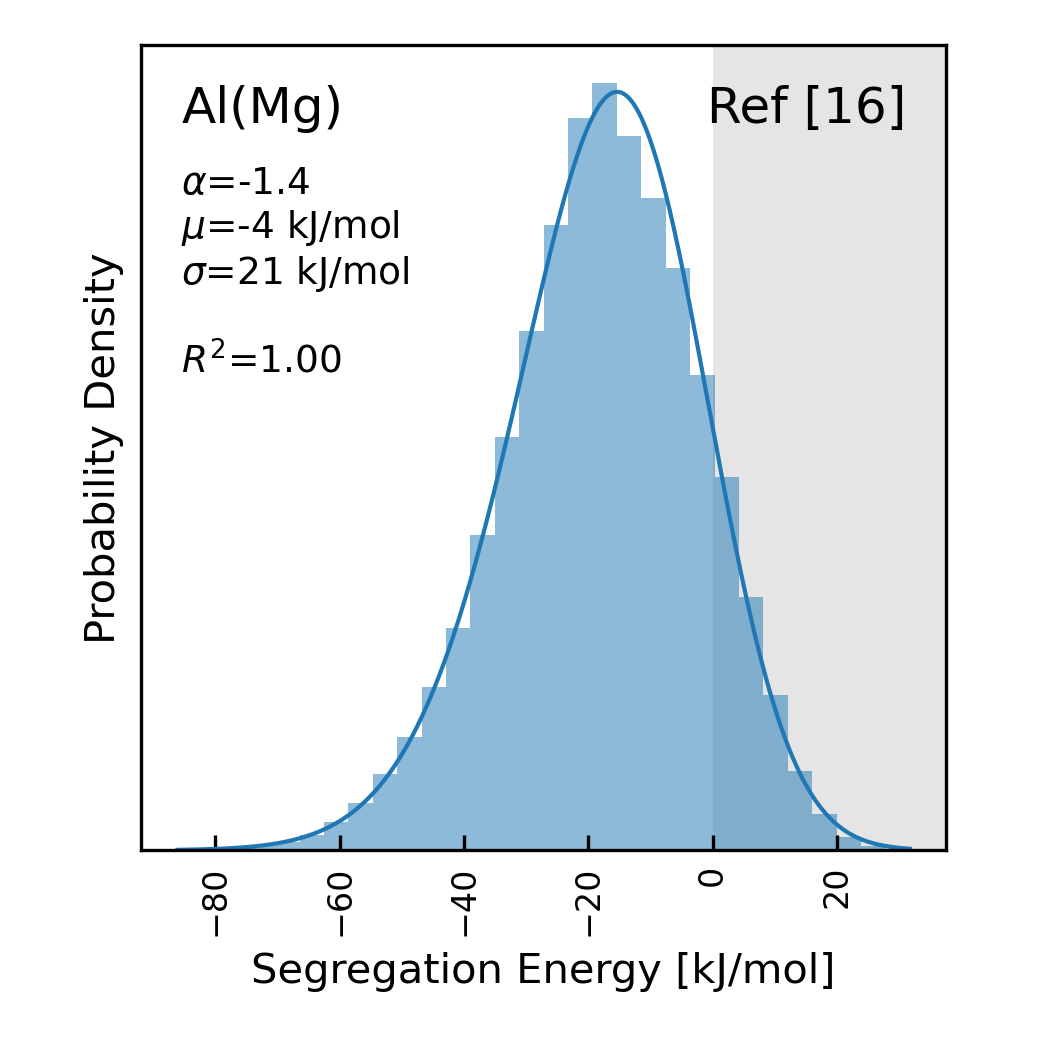 Al(Mg)
Ref [16]
α=-1.4
μ=-4 kJ/mol
σ=21 kJ/mol
R²=1.00
Probability Density
−80
−60
−40
−20
0
20
Segregation Energy [kJ/mol]